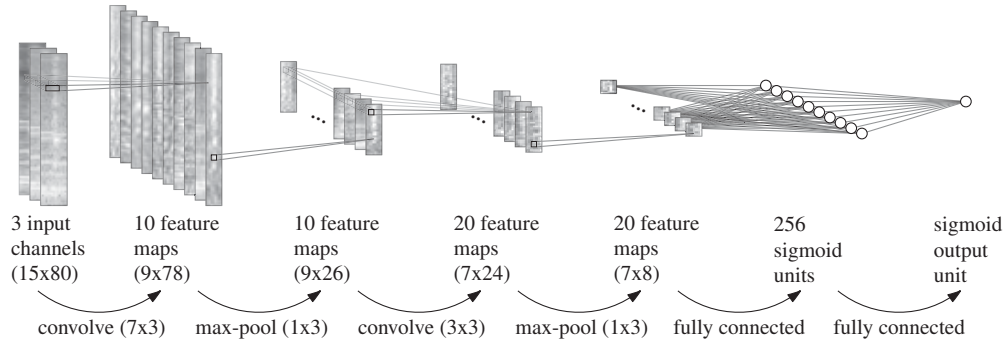 3 input
channels
(15x80)
10 feature
maps
(9x78)
10 feature
maps
(9x26)
20 feature
maps
(7x24)
20 feature
maps
(7x8)
256
sigmoid
units
sigmoid
output
unit
convolve (7x3)
max-pool (1x3)
convolve (3x3)
max-pool (1x3)
fully connected
fully connected